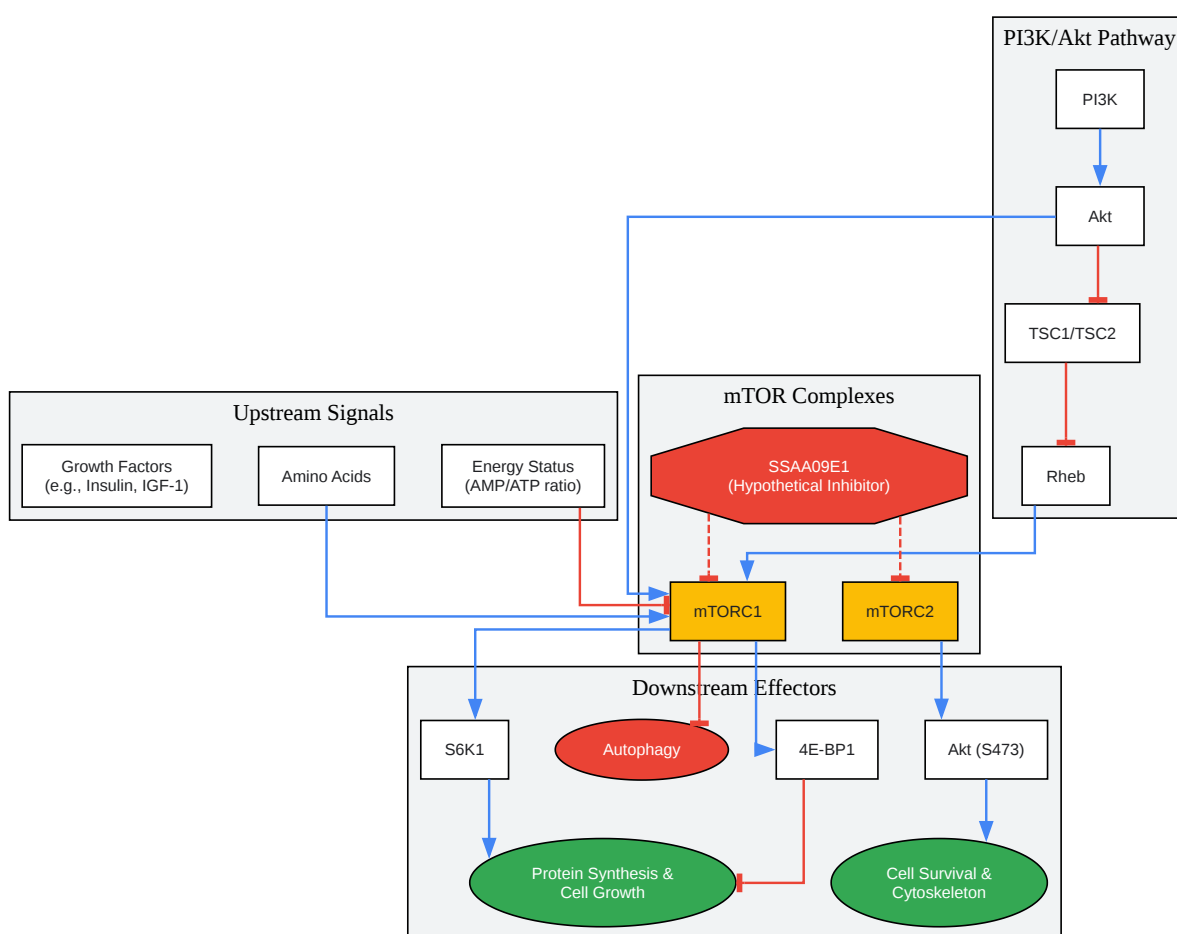 PI3K/Akt Pathway
PI3K
Akt
TSC1/TSC2
Rheb
Upstream Signals
Growth Factors
(e.g., Insulin, IGF-1)
Amino Acids
Energy Status
(AMP/ATP ratio)
mTOR Complexes
SSAA09E1
(Hypothetical Inhibitor)
mTORC1
mTORC2
Downstream Effectors
S6K1
Autophagy
4E-BP1
Akt (S473)
Protein Synthesis &
Cell Growth
Cell Survival &
Cytoskeleton